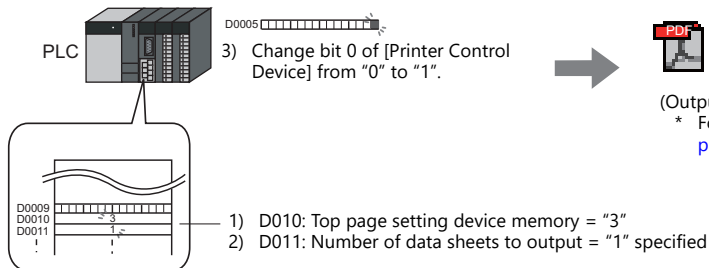 D0005
PLC
3) Change bit 0 of [Printer Control
Device] from “0” to “1”.
PDF
(Outpu
* Fo
p
D0009
D0010
3
D0011
1
1) D010: Top page setting device memory = “3”
2) D011: Number of data sheets to output = “1” specified